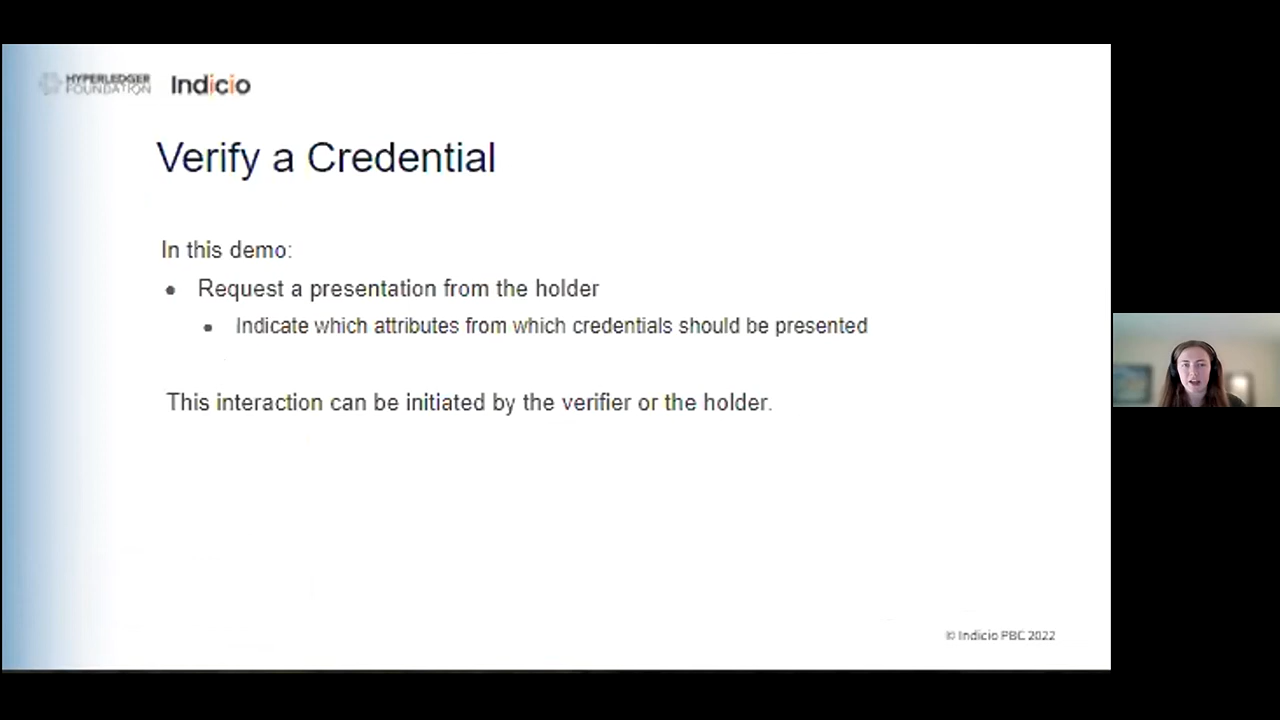 HYPERLEDGER
FOUNDATION
Indicio
Verify a Credential
In this demo:
● Request a presentation from the holder
● Indicate which attributes from which credentials should be presented
This interaction can be initiated by the verifier or the holder.
© Indicio PBC 2022